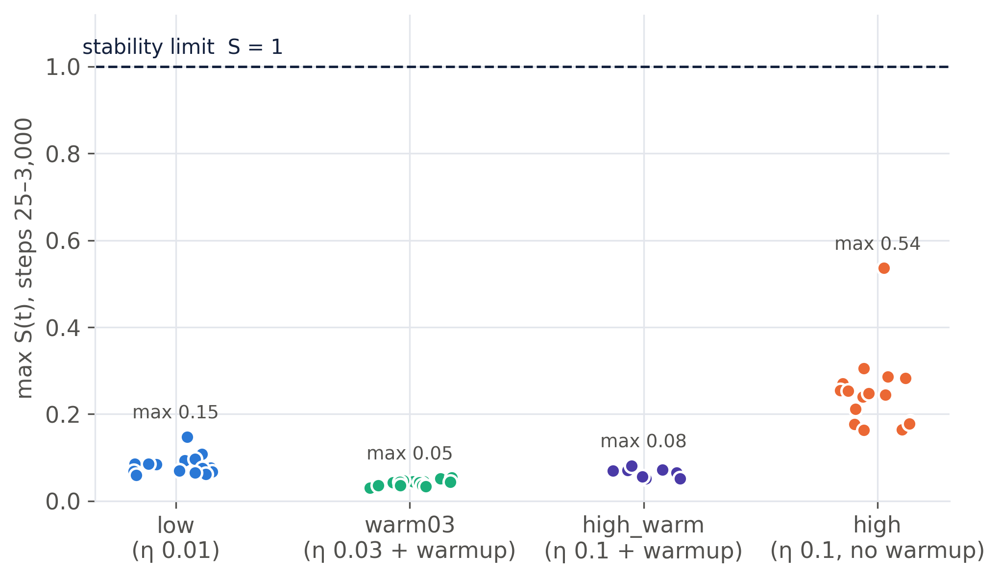 stability limit  S = 1
max S(t), steps 25–3,000
1.0
0.8
0.6
0.4
0.2
0.0
max 0.15
max 0.05
max 0.08
max 0.54
low
(η 0.01)
warm03
(η 0.03 + warmup)
high_warm
(η 0.1 + warmup)
high
(η 0.1, no warmup)